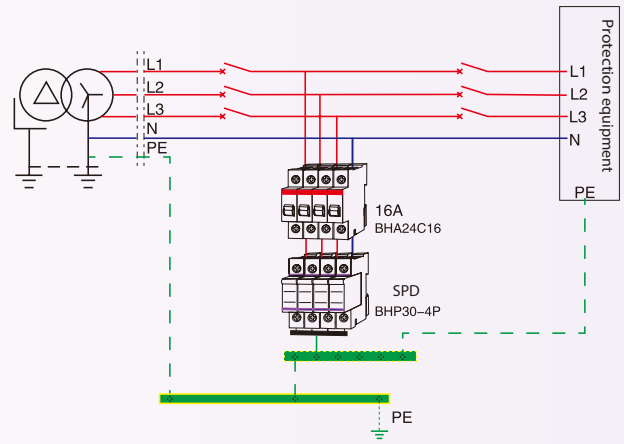 L1
L2
L3
N
PE
Protection equipment
L1
L2
L3
N
PE
16A
BHA24C16
SPD
BHP30-4P
PE